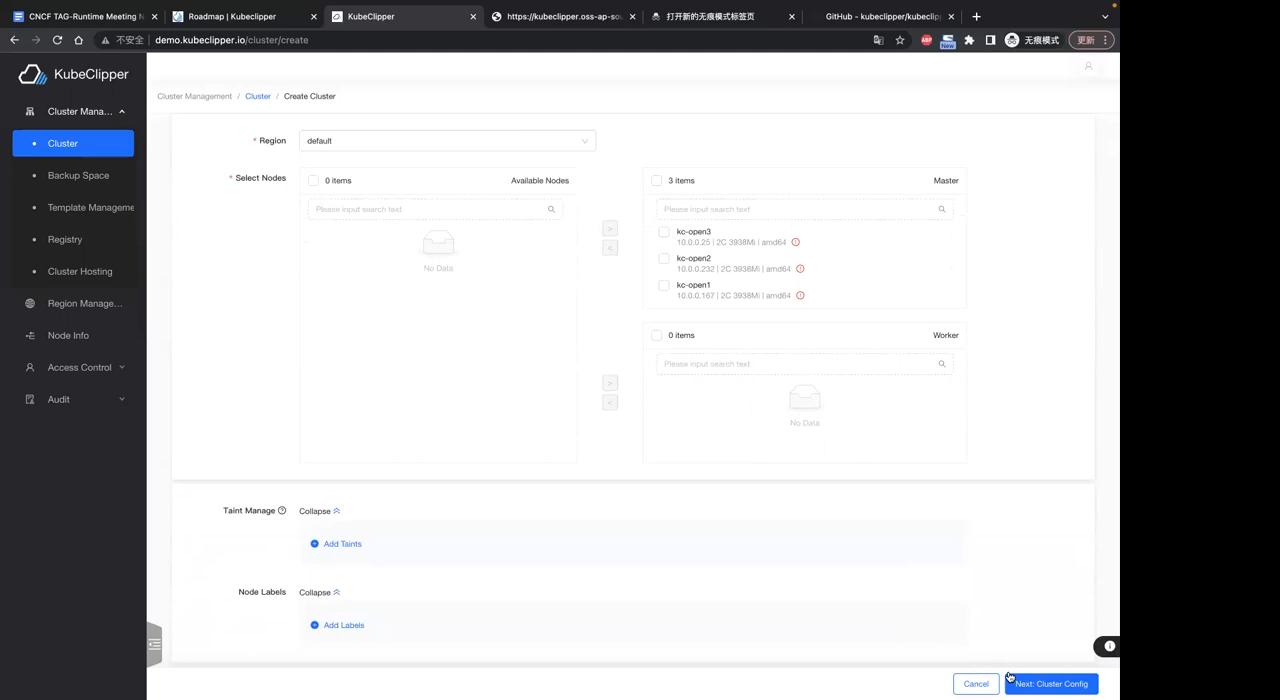 CNCF TAG-Runtime Meeting N
Roadmap | Kubeclipper
KubeClipper
https://kubeclipper.oss-ap-sou
打开新的无痕模式标签页
GitHub - kubeclipper/kubeclip
不安全 | demo.kubeclipper.io/cluster/create
ABP
New
无痕模式
更新
KubeClipper
Cluster Mana...
Cluster
Backup Space
Template Manageme
Registry
Cluster Hosting
Region Manage...
Node Info
Access Control
Audit
Cluster Management / Cluster / Create Cluster
* Region
default
* Select Nodes
0 items
Available Nodes
Please input search text
No Data
>
<
3 items
Master
Please input search text
kc-open3
10.0.0.25 | 2C 3938Mi | amd64
kc-open2
10.0.0.232 | 2C 3938Mi | amd64
kc-open1
10.0.0.167 | 2C 3938Mi | amd64
0 items
Worker
Please input search text
No Data
>
<
Taint Manage
Collapse
Add Taints
Node Labels
Collapse
Add Labels
Cancel
Next: Cluster Config